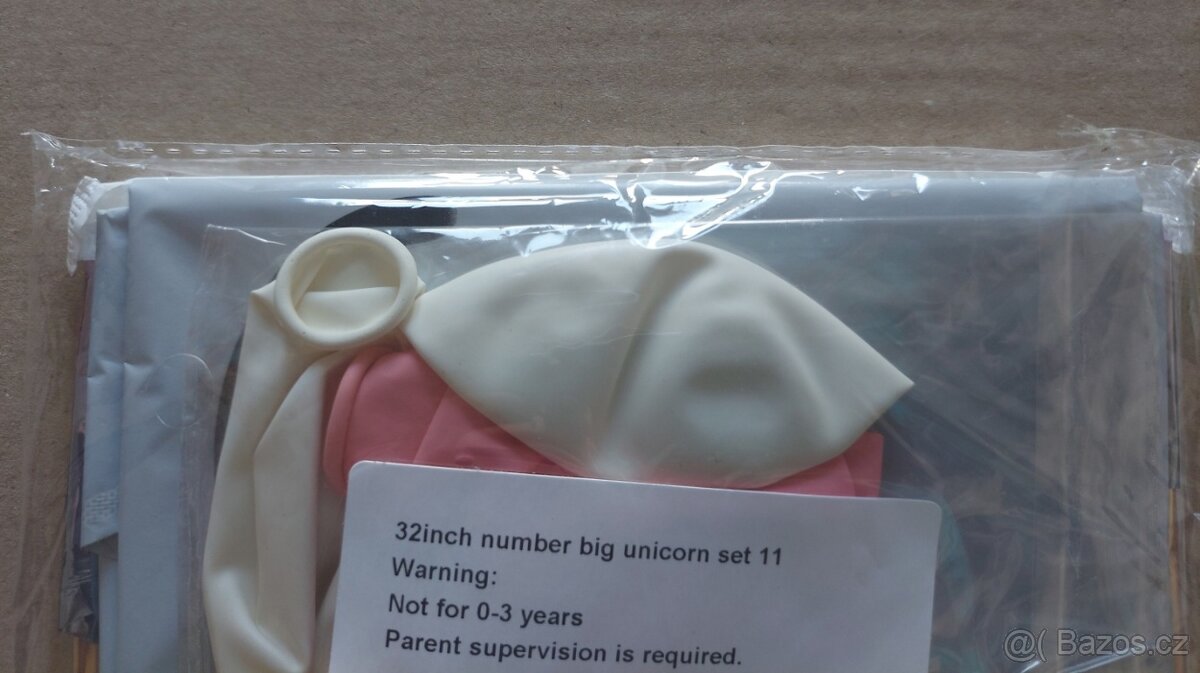 32inch number big unicorn set 11
Warning:
Not for 0-3 years
Parent supervision is required.
@( Bazos.cz